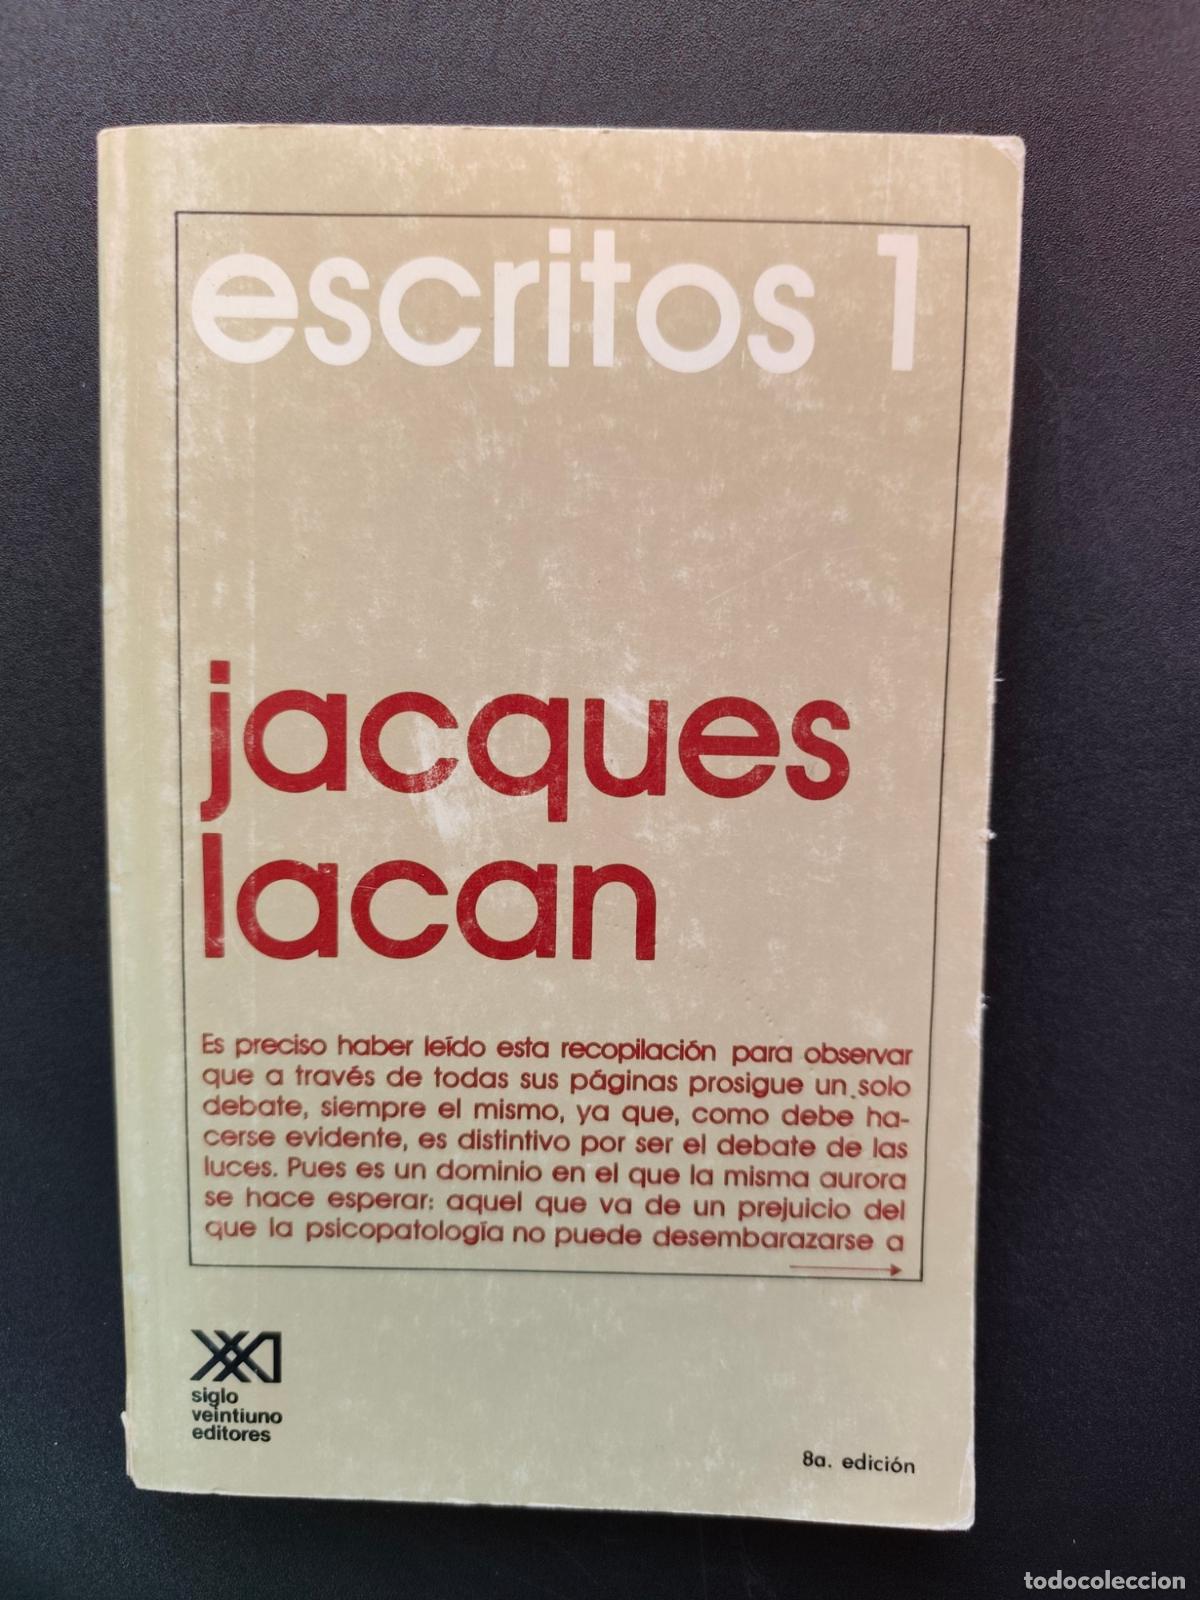 escritos 1
jacques
lacan
Es preciso haber leído esta recopilación para observar
que a través de todas sus páginas prosigue un solo
debate, siempre el mismo, ya que, como debe ha-
cerse evidente, es distintivo por ser el debate de las
luces. Pues es un dominio en el que la misma aurora
se hace esperar: aquel que va de un prejuicio del
que la psicopatología no puede desembarazarse a
siglo
veintiuno
editores
8a. edición
todocoleccion